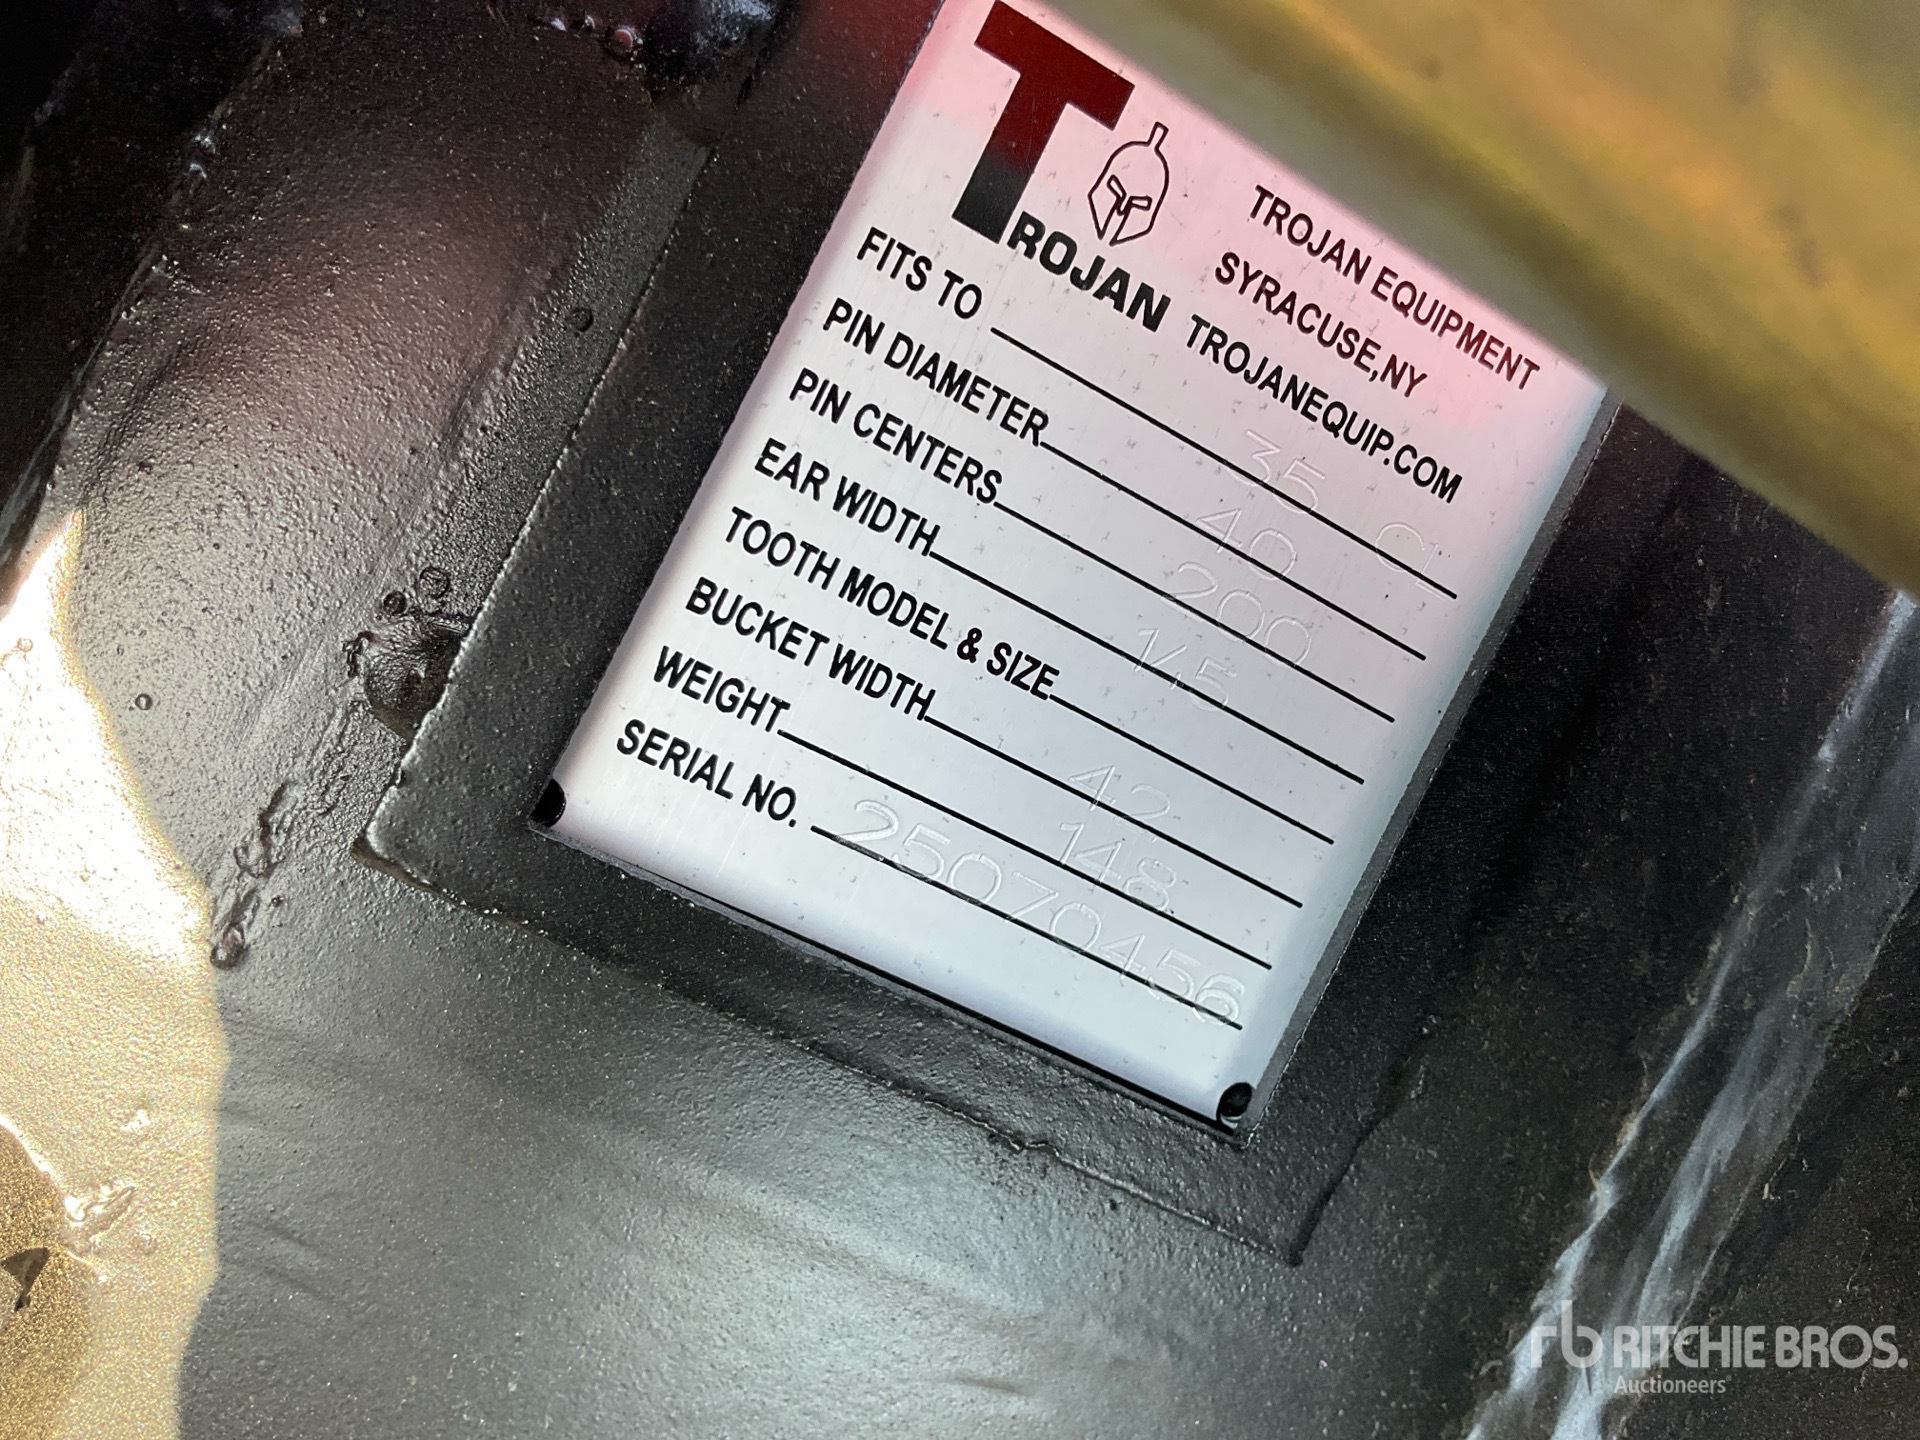 TROJAN
TROJAN EQUIPMENT
SYRACUSE,NY
TROJANEQUIP.COM
FITS TO 35 G
PIN DIAMETER 40
PIN CENTERS 200
EAR WIDTH 145
TOOTH MODEL & SIZE
BUCKET WIDTH 42
WEIGHT 148
SERIAL NO. 25070456
rb RITCHIE BROS.
Auctioneers